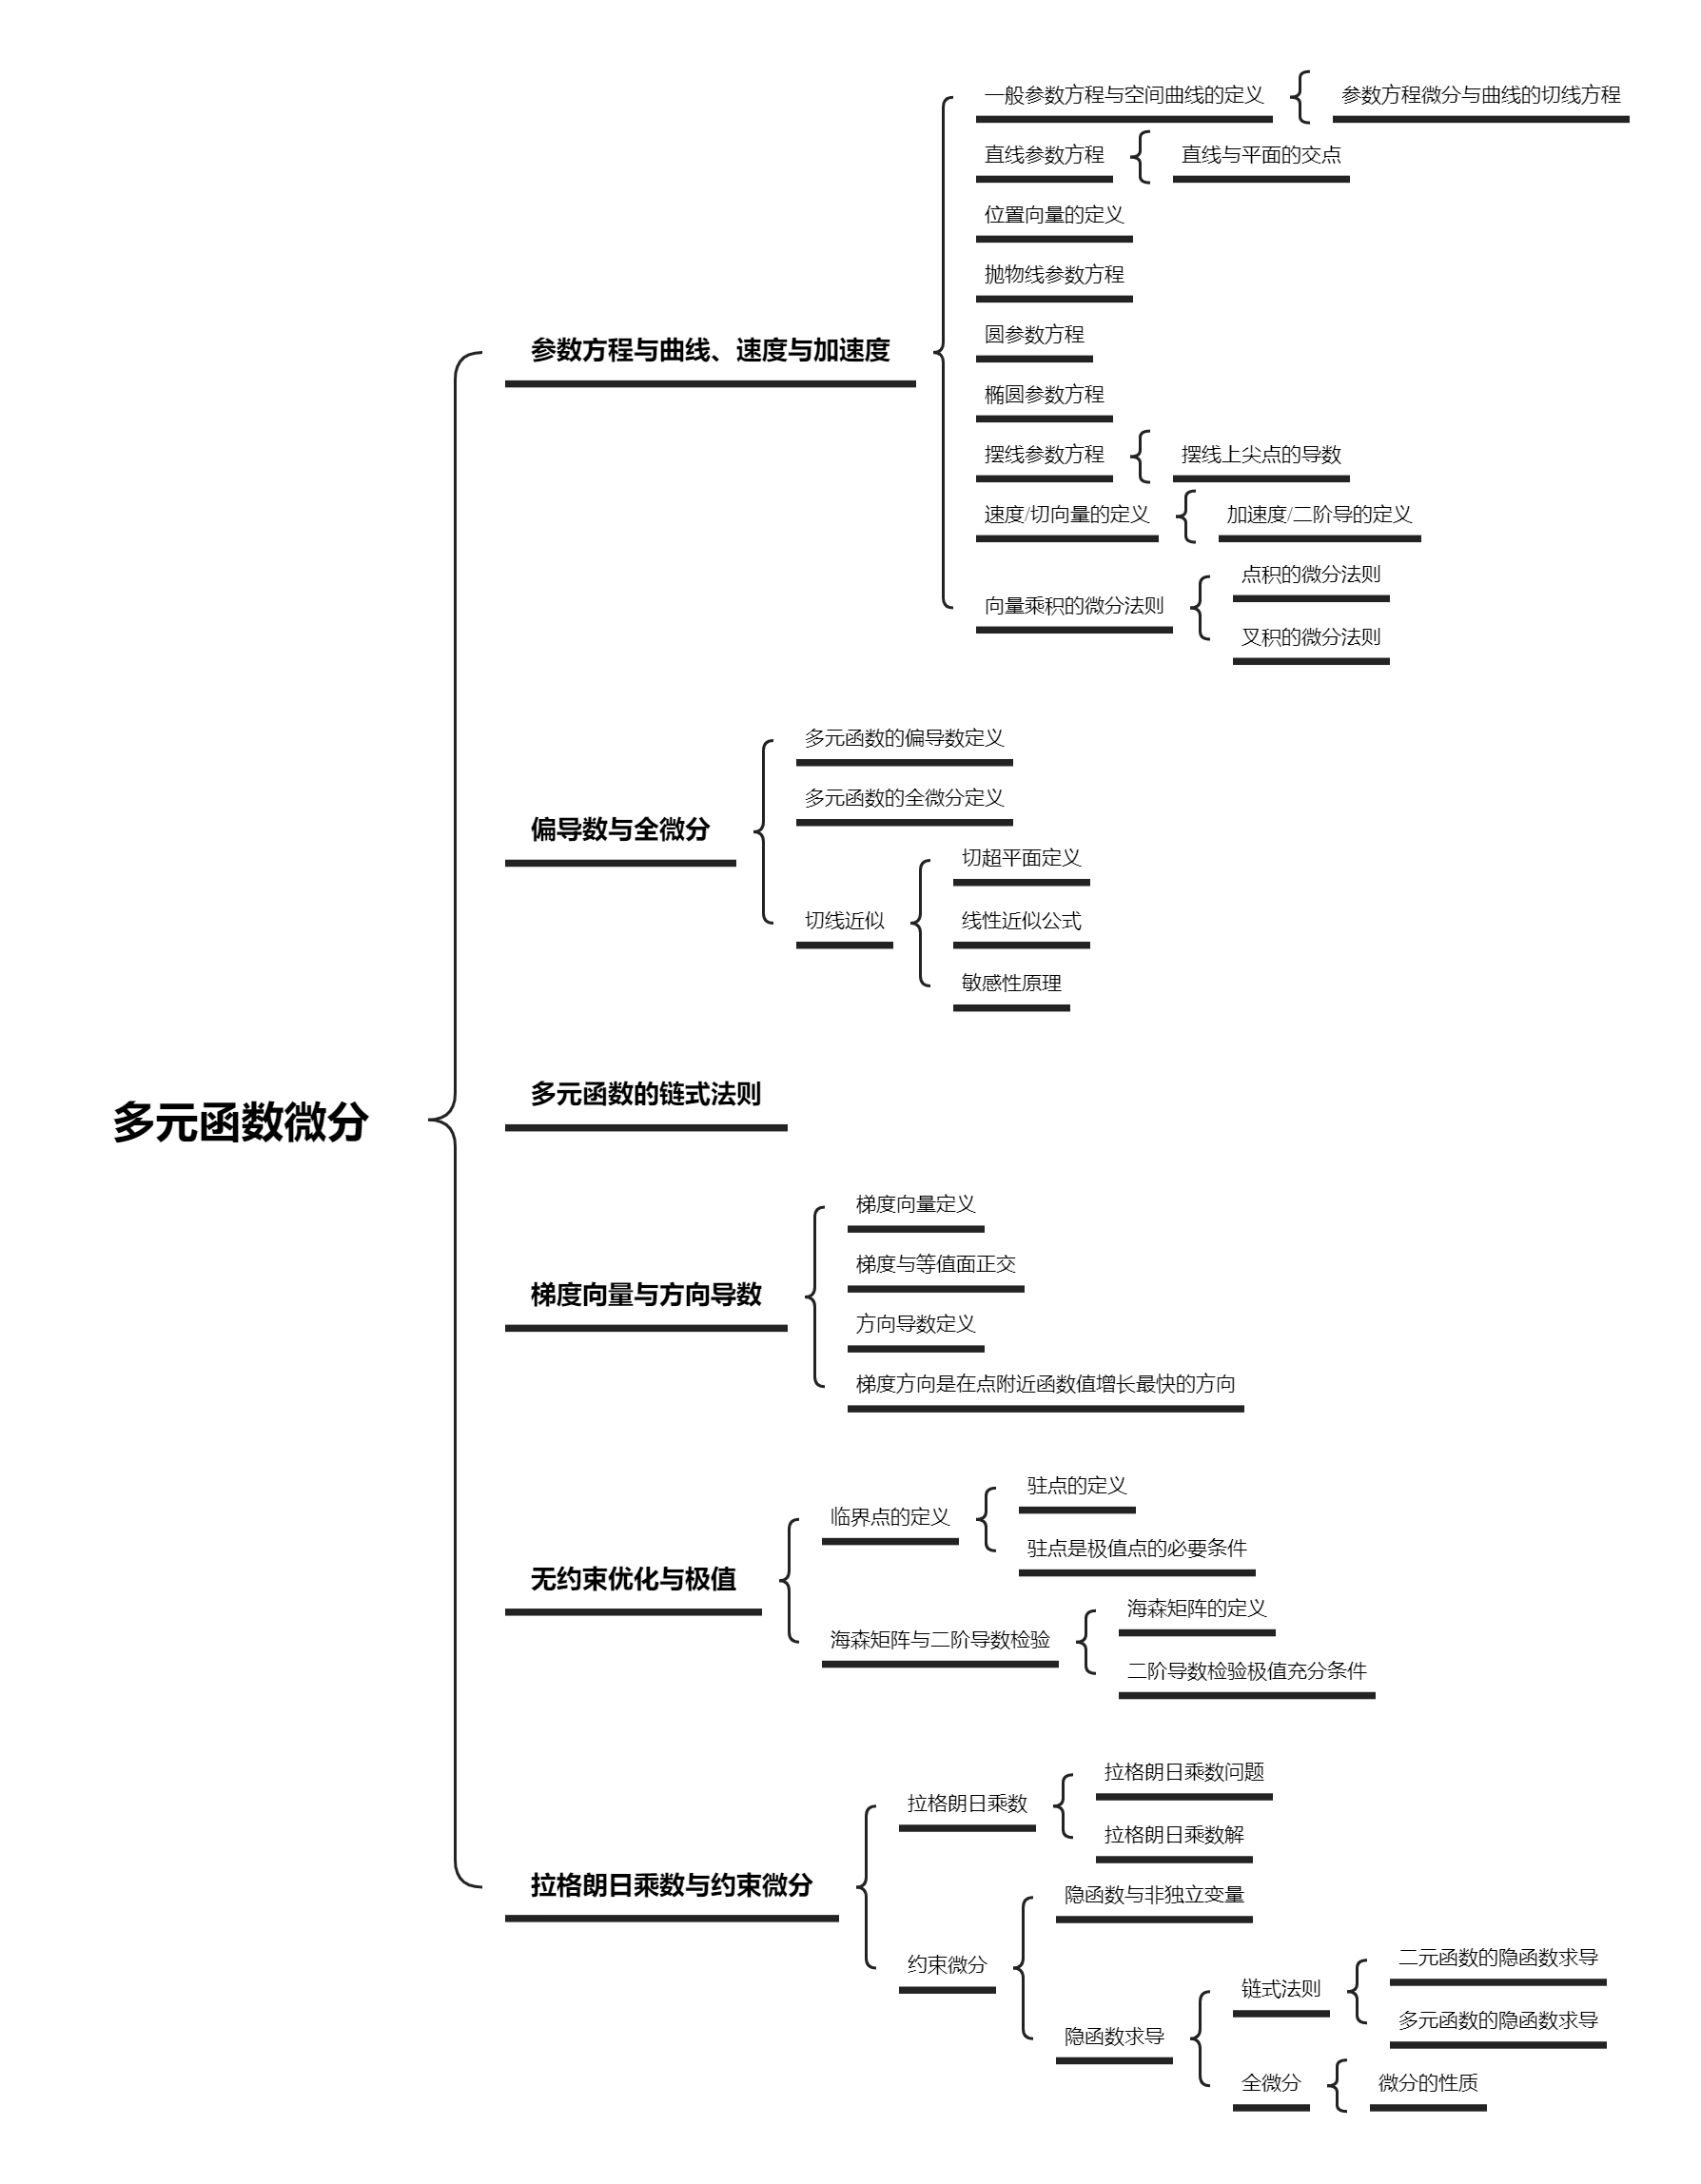 多元函数微分
参数方程与曲线、速度与加速度
一般参数方程与空间曲线的定义
参数方程微分与曲线的切线方程
直线参数方程
直线与平面的交点
位置向量的定义
抛物线参数方程
圆参数方程
椭圆参数方程
摆线参数方程
摆线上尖点的导数
速度/切向量的定义
加速度/二阶导的定义
向量乘积的微分法则
点积的微分法则
叉积的微分法则
偏导数与全微分
多元函数的偏导数定义
多元函数的全微分定义
切线近似
切超平面定义
线性近似公式
敏感性原理
多元函数的链式法则
梯度向量与方向导数
梯度向量定义
梯度与等值面正交
方向导数定义
梯度方向是在点附近函数值增长最快的方向
无约束优化与极值
临界点的定义
驻点的定义
驻点是极值点的必要条件
海森矩阵与二阶导数检验
海森矩阵的定义
二阶导数检验极值充分条件
拉格朗日乘数与约束微分
拉格朗日乘数
拉格朗日乘数问题
拉格朗日乘数解
约束微分
隐函数与非独立变量
隐函数求导
链式法则
二元函数的隐函数求导
多元函数的隐函数求导
全微分
微分的性质